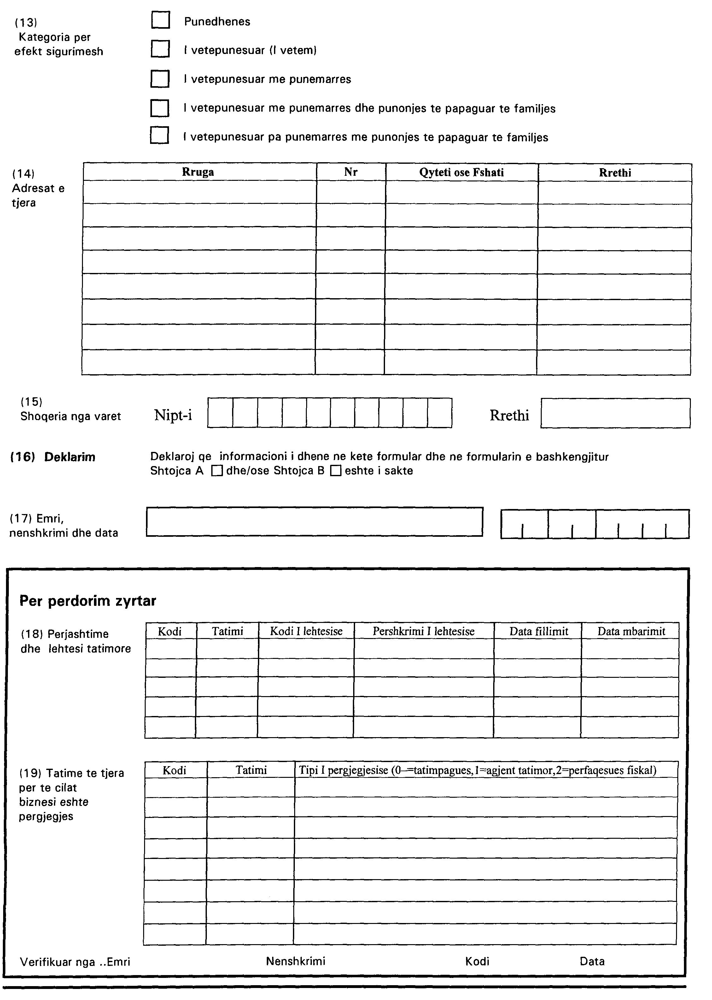 (13)
Kategoria per
efekt sigurimesh
Punedhenes
I vetepunesuar (I vetem)
I vetepunesuar me punemarres
I vetepunesuar me punemarres dhe punonjes te papaguar te familjes
I vetepunesuar pa punemarres me punonjes te papaguar te familjes
(14)
Adresat e
tjera
Rruga Nr Qyteti ose Fshati Rrethi
(15)
Shoqeria nga varet Nipt-i Rrethi
(16) Deklarim Deklaroj qe informacioni i dhene ne kete formular dhe ne formularin e bashkengjitur
Shtojca A dhe/ose Shtojca B eshte i sakte
(17) Emri,
nenshkrimi dhe data
Per perdorim zyrtar
(18) Perjashtime
dhe lehtesi tatimore
Kodi Tatimi Kodi I lehtesise Pershkrimi I lehtesise Data fillimit Data mbarimit
(19) Tatime te tjera
per te cilat
biznesi eshte
pergjegjes
Kodi Tatimi Tipi I pergjegjesise (0–=tatimpagues,1=agjent tatimor,2=perfaqesues fiskal)
Verifikuar nga ..Emri Nenshkrimi Kodi Data